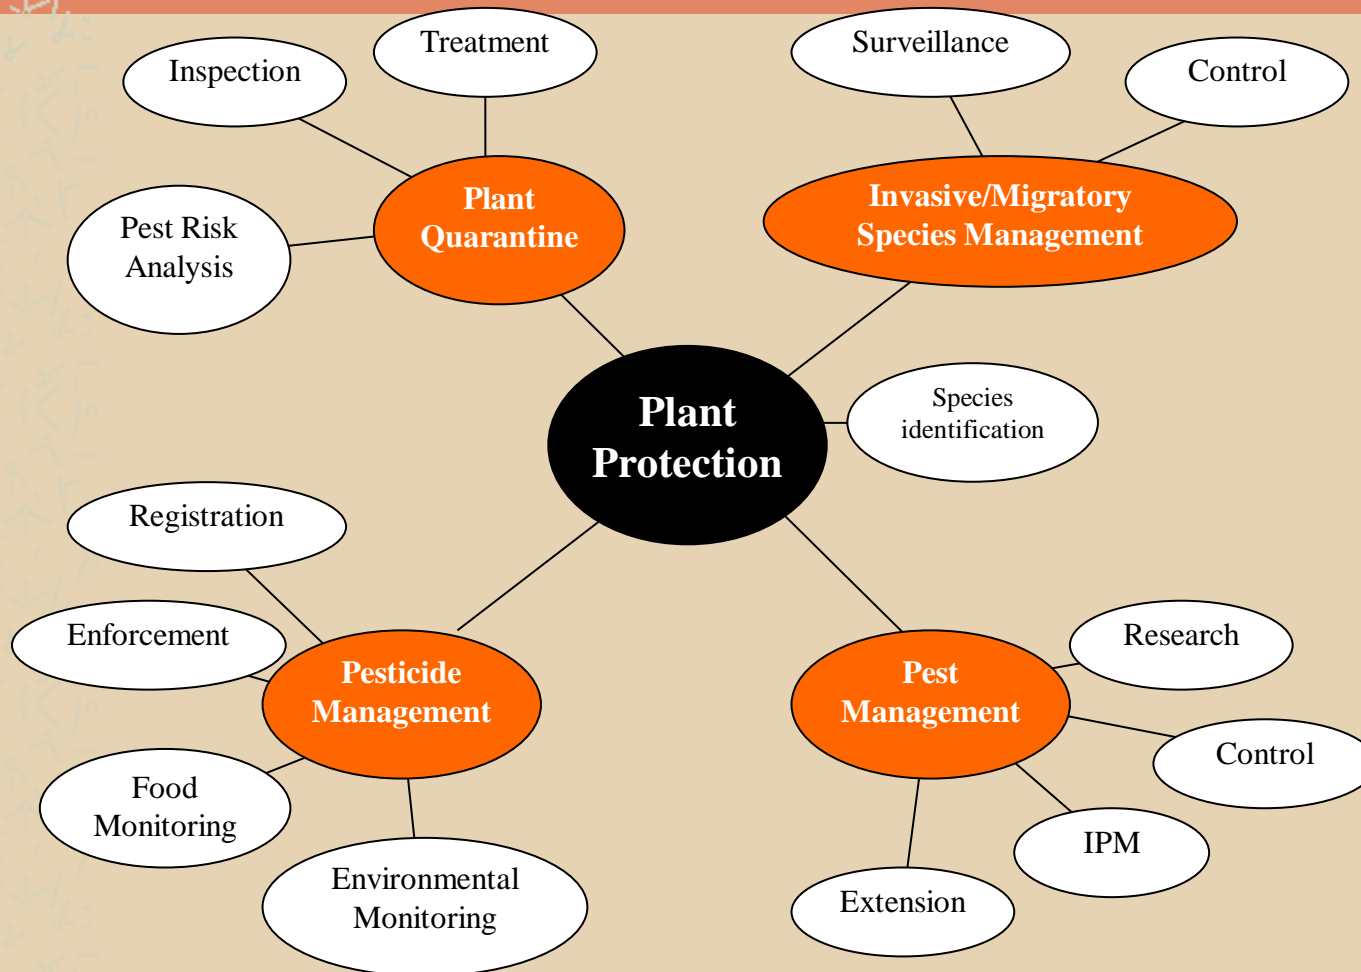 Treatment
Inspection
Pest Risk
Analysis
Plant
Quarantine
Surveillance
Control
Invasive/Migratory
Species Management
Plant
Protection
Species
identification
Registration
Enforcement
Pesticide
Management
Food
Monitoring
Environmental
Monitoring
Pest
Management
Research
Control
IPM
Extension